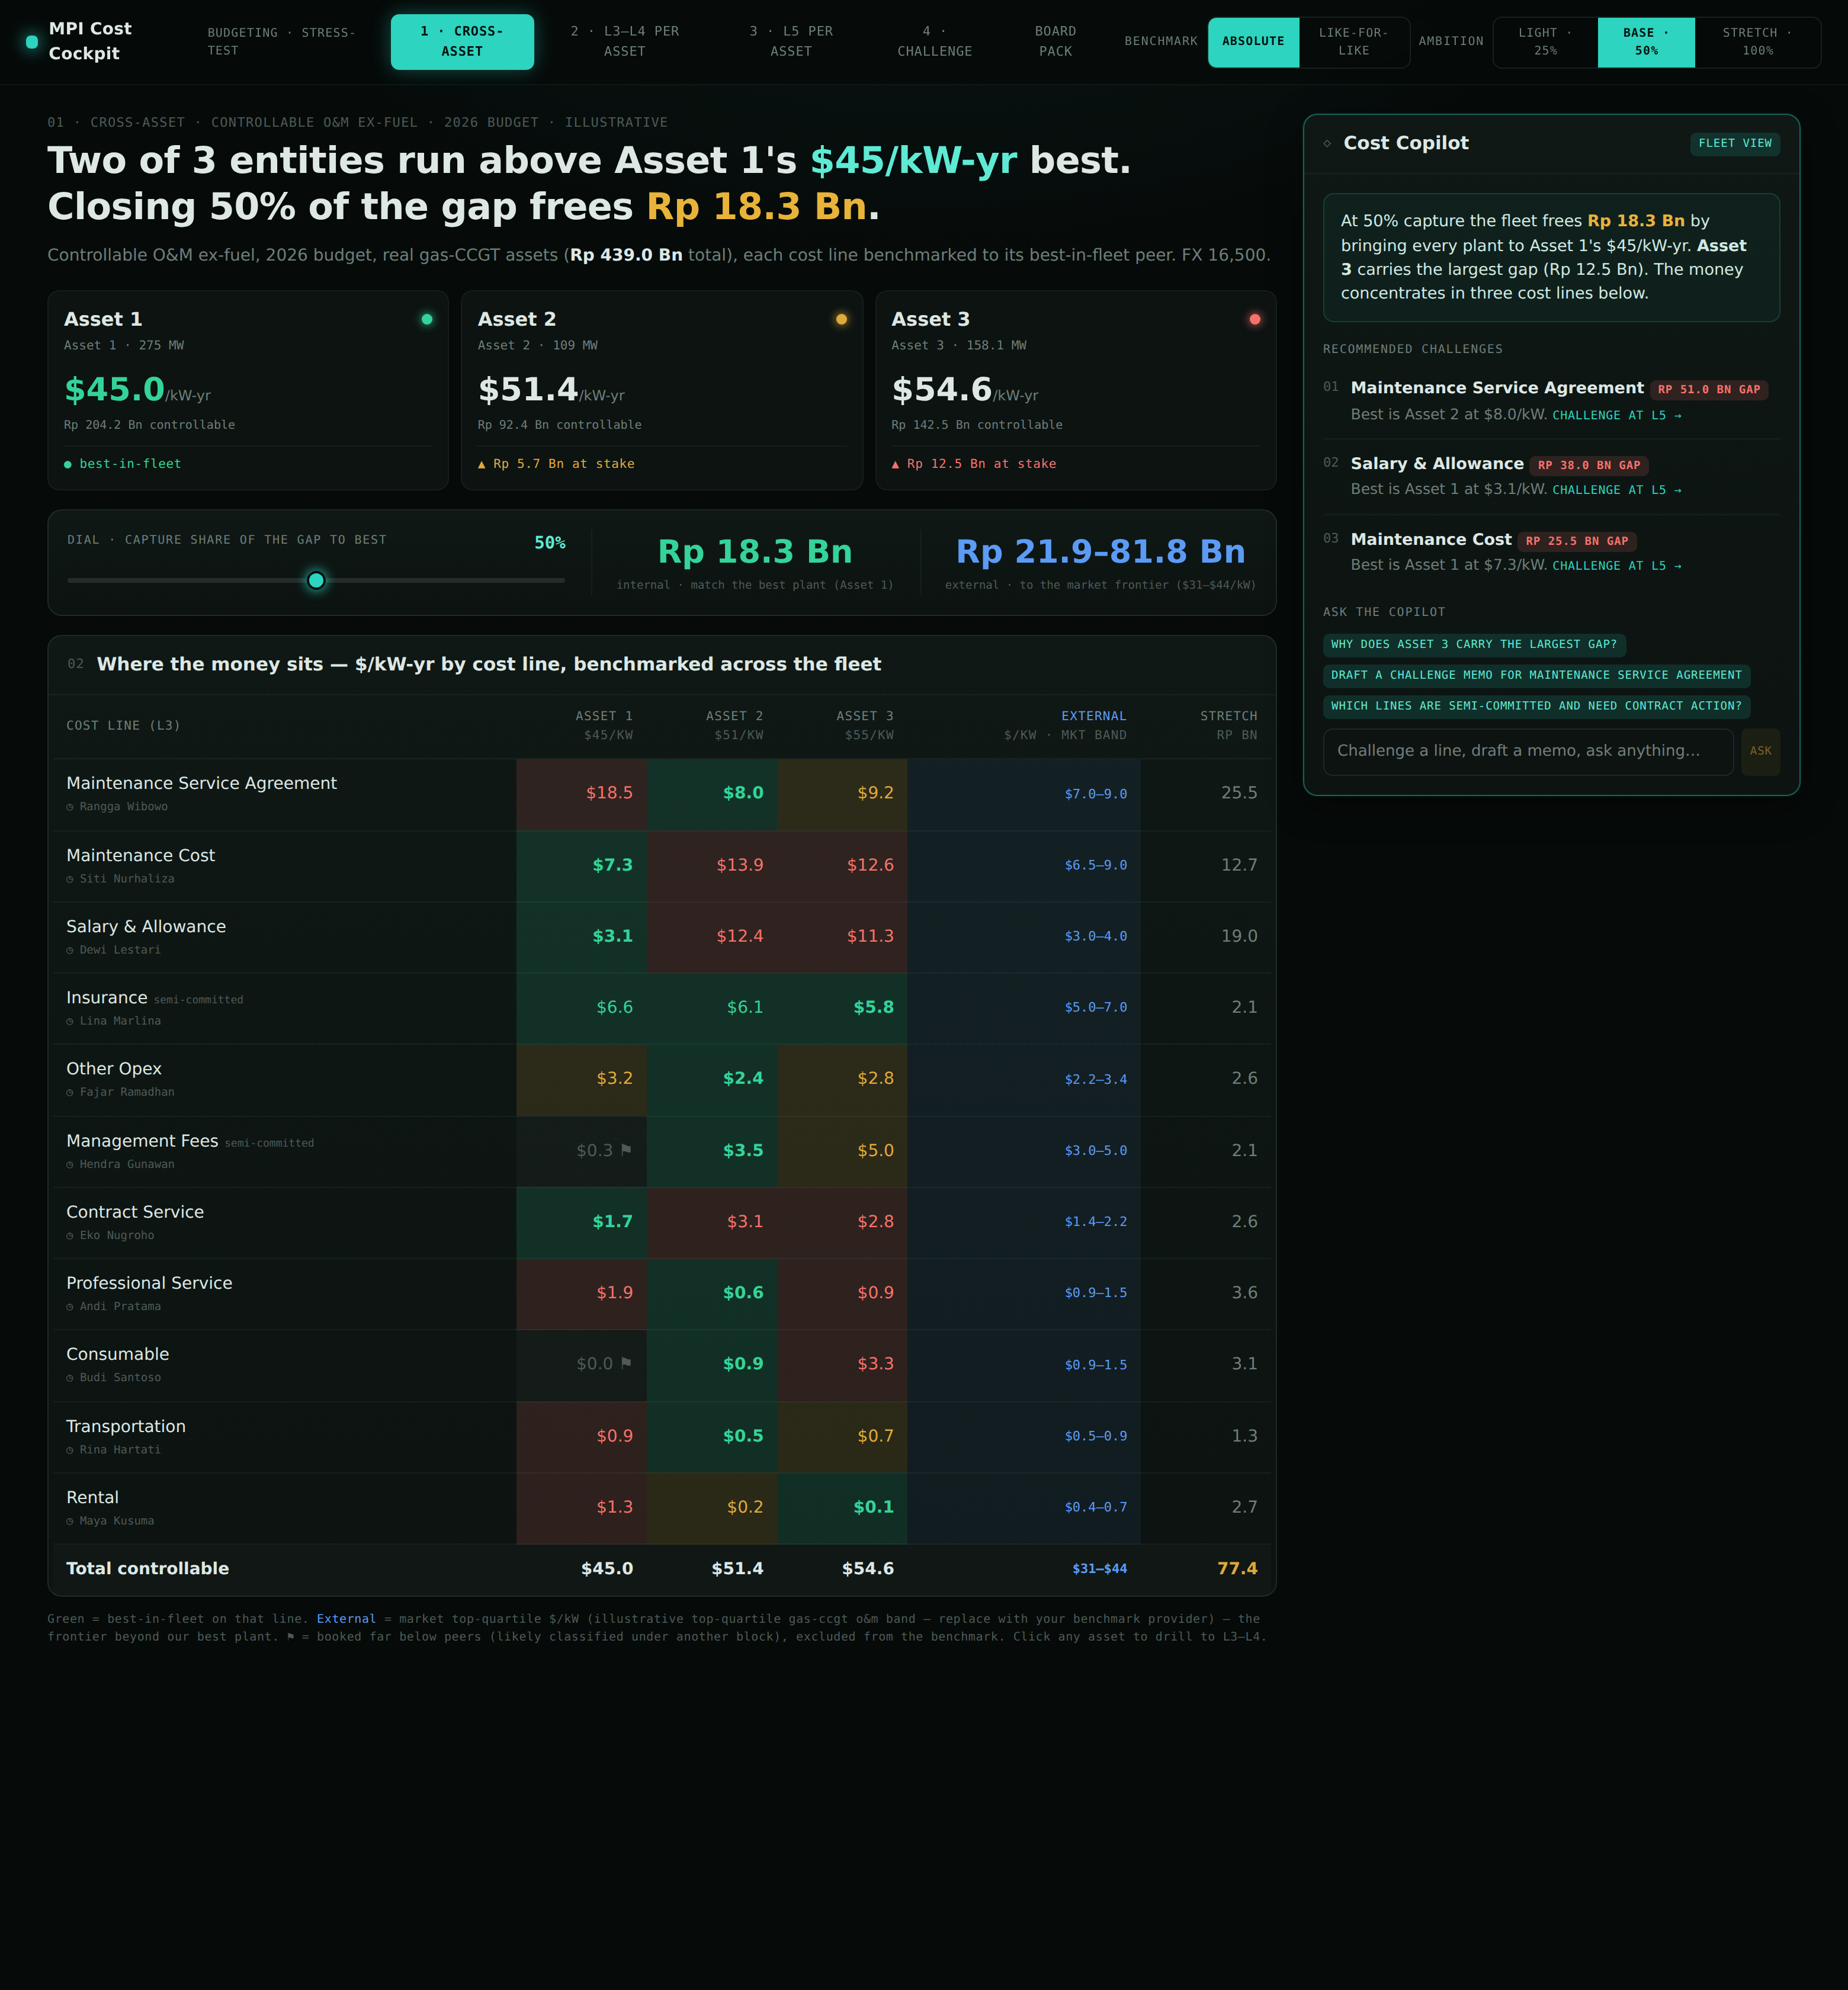 MPI Cost
Cockpit
BUDGETING · STRESS-
TEST
1 · CROSS-
ASSET
2 · L3–L4 PER
ASSET
3 · L5 PER
ASSET
4 ·
CHALLENGE
BOARD
PACK
BENCHMARK
ABSOLUTE
LIKE-FOR-
LIKE
AMBITION
LIGHT ·
25%
BASE ·
50%
STRETCH ·
100%
01 · CROSS-ASSET · CONTROLLABLE O&M EX-FUEL · 2026 BUDGET · ILLUSTRATIVE
Two of 3 entities run above Asset 1's $45/kW-yr best.
Closing 50% of the gap frees Rp 18.3 Bn.
Controllable O&M ex-fuel, 2026 budget, real gas-CCGT assets (Rp 439.0 Bn total), each cost line benchmarked to its best-in-fleet peer. FX 16,500.
Asset 1
Asset 1 · 275 MW
$45.0/kW-yr
Rp 204.2 Bn controllable
● best-in-fleet
Asset 2
Asset 2 · 109 MW
$51.4/kW-yr
Rp 92.4 Bn controllable
▲ Rp 5.7 Bn at stake
Asset 3
Asset 3 · 158.1 MW
$54.6/kW-yr
Rp 142.5 Bn controllable
▲ Rp 12.5 Bn at stake
DIAL · CAPTURE SHARE OF THE GAP TO BEST
50%
Rp 18.3 Bn
internal · match the best plant (Asset 1)
Rp 21.9–81.8 Bn
external · to the market frontier ($31–$44/kW)
02 Where the money sits — $/kW-yr by cost line, benchmarked across the fleet
COST LINE (L3)
ASSET 1
$45/KW
ASSET 2
$51/KW
ASSET 3
$55/KW
EXTERNAL
$/KW · MKT BAND
STRETCH
RP BN
Maintenance Service Agreement
◷ Rangga Wibowo
$18.5 $8.0 $9.2 $7.0–9.0 25.5
Maintenance Cost
◷ Siti Nurhaliza
$7.3 $13.9 $12.6 $6.5–9.0 12.7
Salary & Allowance
◷ Dewi Lestari
$3.1 $12.4 $11.3 $3.0–4.0 19.0
Insurance semi-committed
◷ Lina Marlina
$6.6 $6.1 $5.8 $5.0–7.0 2.1
Other Opex
◷ Fajar Ramadhan
$3.2 $2.4 $2.8 $2.2–3.4 2.6
Management Fees semi-committed
◷ Hendra Gunawan
$0.3 ⚑ $3.5 $5.0 $3.0–5.0 2.1
Contract Service
◷ Eko Nugroho
$1.7 $3.1 $2.8 $1.4–2.2 2.6
Professional Service
◷ Andi Pratama
$1.9 $0.6 $0.9 $0.9–1.5 3.6
Consumable
◷ Budi Santoso
$0.0 ⚑ $0.9 $3.3 $0.9–1.5 3.1
Transportation
◷ Rina Hartati
$0.9 $0.5 $0.7 $0.5–0.9 1.3
Rental
◷ Maya Kusuma
$1.3 $0.2 $0.1 $0.4–0.7 2.7
Total controllable $45.0 $51.4 $54.6 $31–$44 77.4
Green = best-in-fleet on that line. External = market top-quartile $/kW (illustrative top-quartile gas-ccgt o&m band — replace with your benchmark provider) — the
frontier beyond our best plant. ⚑ = booked far below peers (likely classified under another block), excluded from the benchmark. Click any asset to drill to L3–L4.
◇ Cost Copilot
FLEET VIEW
At 50% capture the fleet frees Rp 18.3 Bn by
bringing every plant to Asset 1's $45/kW-yr. Asset
3 carries the largest gap (Rp 12.5 Bn). The money
concentrates in three cost lines below.
RECOMMENDED CHALLENGES
01 Maintenance Service Agreement RP 51.0 BN GAP
Best is Asset 2 at $8.0/kW. CHALLENGE AT L5 →
02 Salary & Allowance RP 38.0 BN GAP
Best is Asset 1 at $3.1/kW. CHALLENGE AT L5 →
03 Maintenance Cost RP 25.5 BN GAP
Best is Asset 1 at $7.3/kW. CHALLENGE AT L5 →
ASK THE COPILOT
WHY DOES ASSET 3 CARRY THE LARGEST GAP?
DRAFT A CHALLENGE MEMO FOR MAINTENANCE SERVICE AGREEMENT
WHICH LINES ARE SEMI-COMMITTED AND NEED CONTRACT ACTION?
Challenge a line, draft a memo, ask anything…
ASK